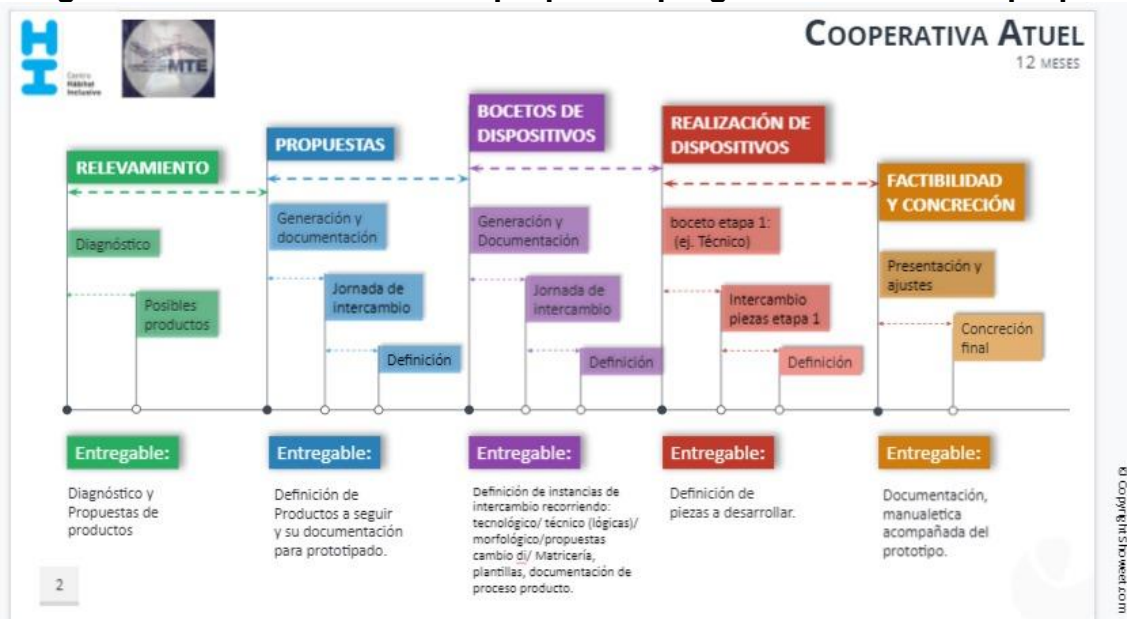 HI
Centro
Hábitat
Inclusivo
MTE
COOPERATIVA ATUEL
12 MESES
RELEVAMIENTO
Diagnóstico
Posibles
productos
PROPUESTAS
Generación y
documentación
Jornada de
intercambio
Definición
BOCETOS DE
DISPOSITIVOS
Generación y
Documentación
Jornada de
intercambio
Definición
REALIZACIÓN DE
DISPOSITIVOS
boceto etapa 1:
(ej. Técnico)
Intercambio
piezas etapa 1
Definición
FACTIBILIDAD
Y CONCRECIÓN
Presentación y
ajustes
Concreción
final
Entregable:
Diagnóstico y
Propuestas de
productos
Entregable:
Definición de
Productos a seguir
y su documentación
para prototipado.
Entregable:
Definición de instancias de
intercambio recorriendo:
tecnológico/ técnico (lógicas)/
morfológico/propuestas
cambio di/ Matricería,
plantillas, documentación de
proceso producto.
Entregable:
Definición de
piezas a desarrollar.
Entregable:
Documentación,
manualetica
acompañada del
prototipo.
2
© Copyright Showeet.com